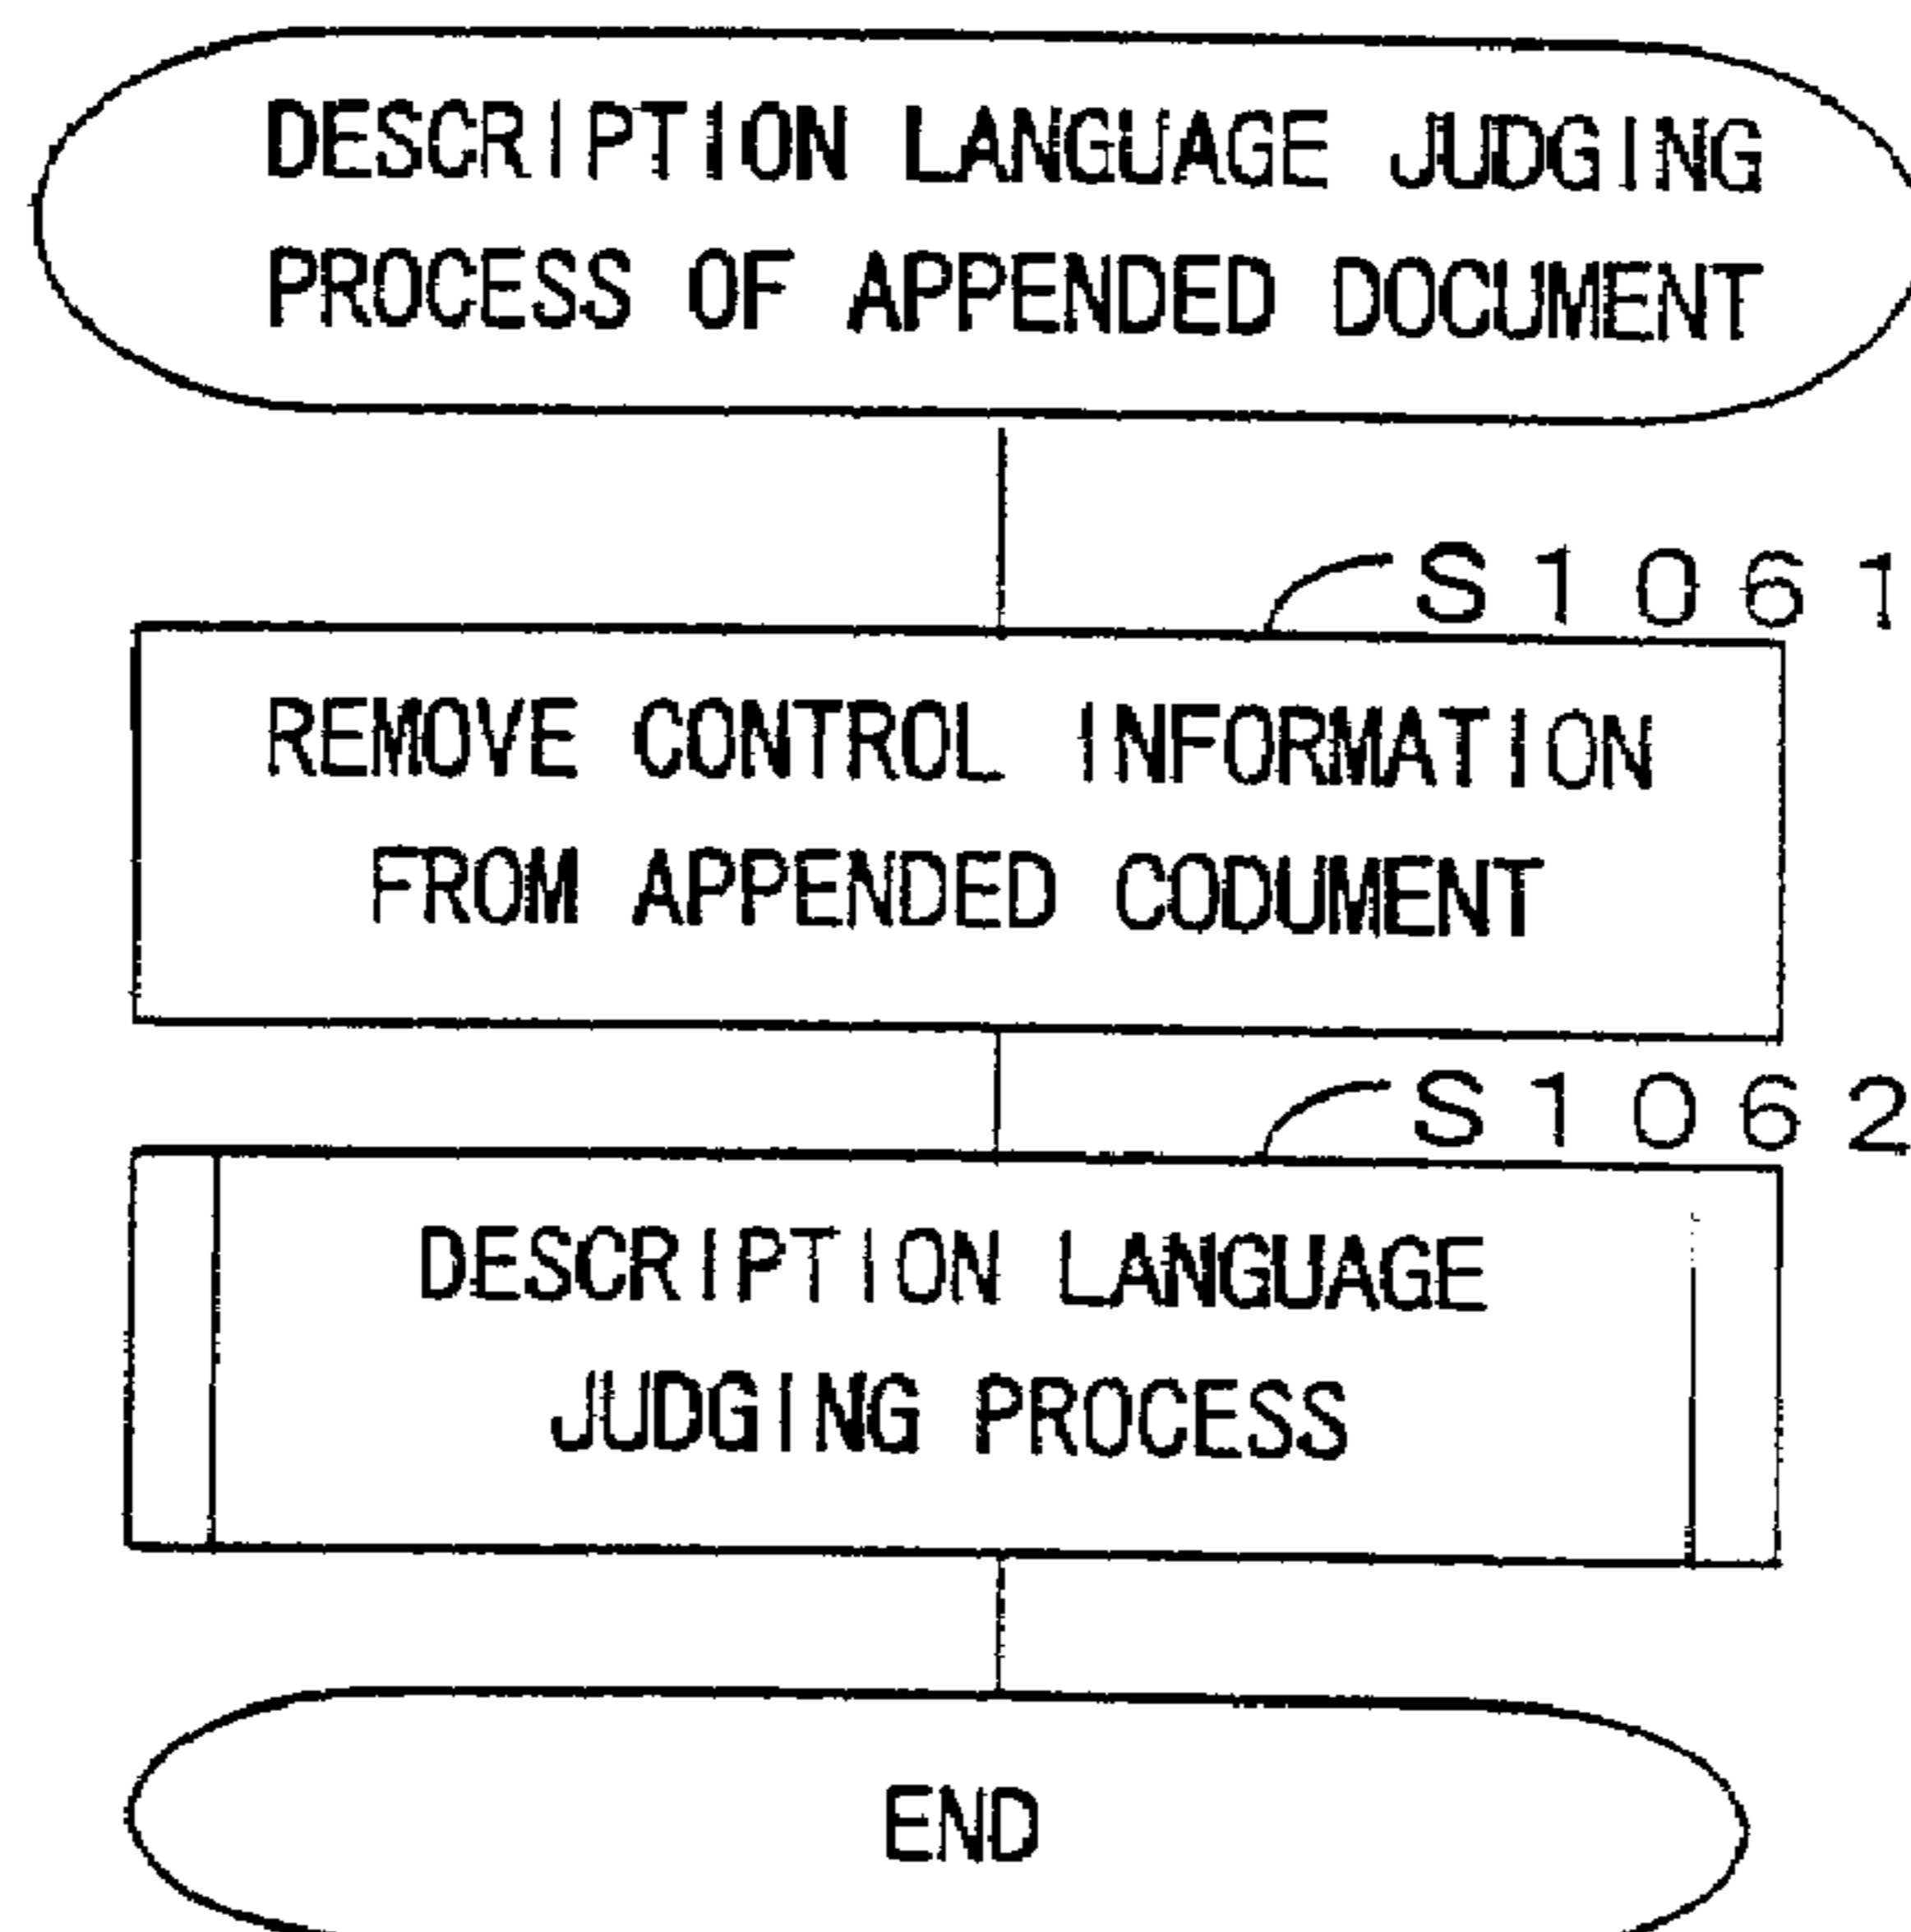 DESCRIPTION LANGUAGE JUDGING
PROCESS OF APPENDED DOCUMENT
S1061
REMOVE CONTROL INFORMATION
FROM APPENDED CODUMENT
S1062
DESCRIPTION LANGUAGE
JUDGING PROCESS
END